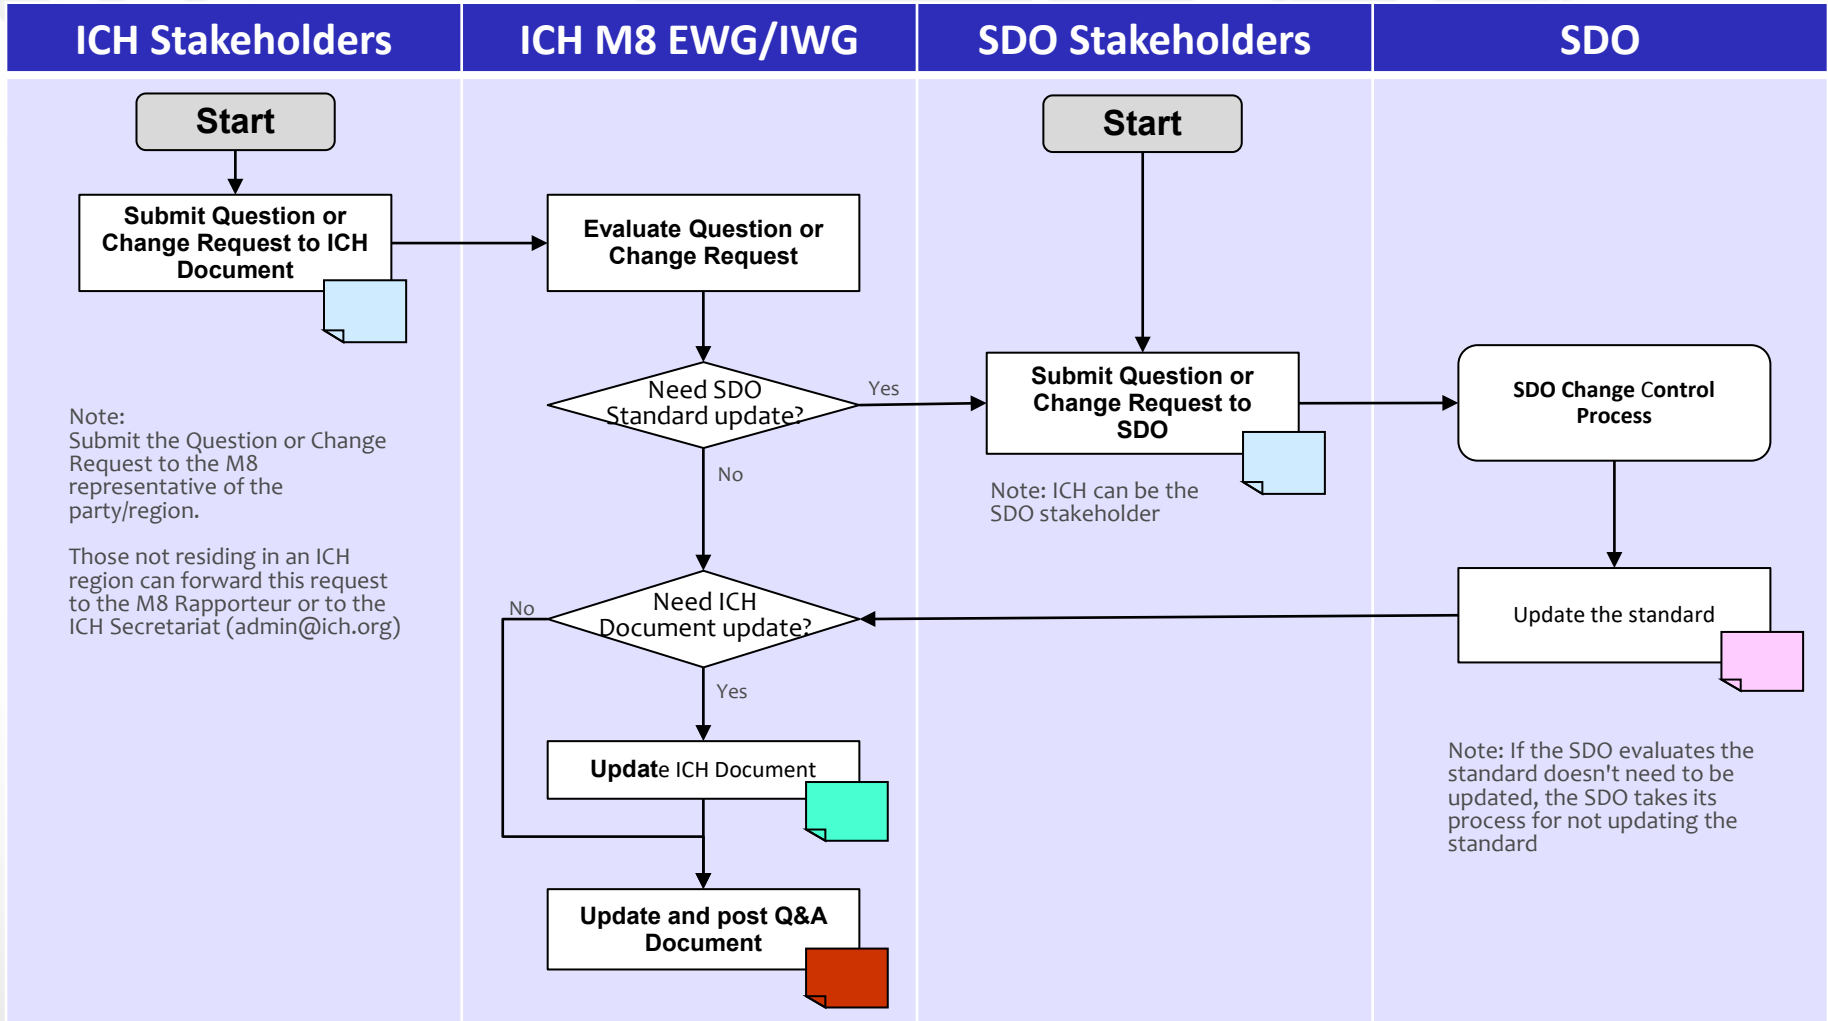 ICH Stakeholders
ICH M8 EWG/IWG
SDO Stakeholders
SDO
Start
Submit Question or
Change Request to ICH
Document
Note:
Submit the Question or Change
Request to the M8
representative of the
party/region.
Those not residing in an ICH
region can forward this request
to the M8 Rapporteur or to the
ICH Secretariat (admin@ich.org)
Evaluate Question or
Change Request
Need SDO
Standard update?
Yes
No
Need ICH
Document update?
No
Yes
Update ICH Document
Update and post Q&A
Document
Start
Submit Question or
Change Request to
SDO
Note: ICH can be the
SDO stakeholder
SDO Change Control
Process
Update the standard
Note: If the SDO evaluates the
standard doesn't need to be
updated, the SDO takes its
process for not updating the
standard